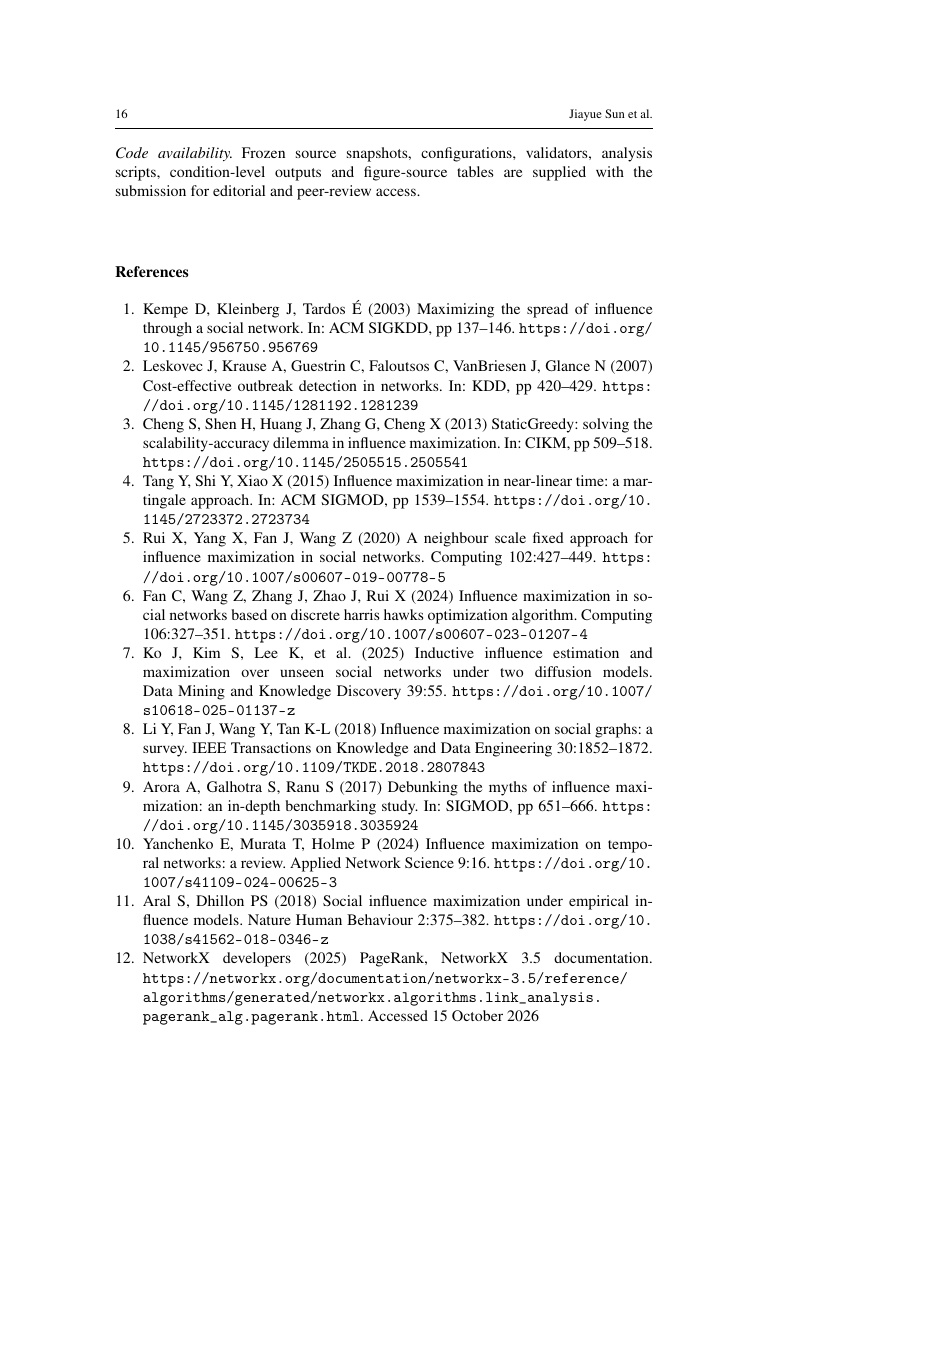 16 Jiayue Sun et al.
Code availability. Frozen source snapshots, configurations, validators, analysis
scripts, condition-level outputs and figure-source tables are supplied with the
submission for editorial and peer-review access.
References
1. Kempe D, Kleinberg J, Tardos É (2003) Maximizing the spread of influence
through a social network. In: ACM SIGKDD, pp 137–146. https://doi.org/
10.1145/956750.956769
2. Leskovec J, Krause A, Guestrin C, Faloutsos C, VanBriesen J, Glance N (2007)
Cost-effective outbreak detection in networks. In: KDD, pp 420–429. https:
//doi.org/10.1145/1281192.1281239
3. Cheng S, Shen H, Huang J, Zhang G, Cheng X (2013) StaticGreedy: solving the
scalability-accuracy dilemma in influence maximization. In: CIKM, pp 509–518.
https://doi.org/10.1145/2505515.2505541
4. Tang Y, Shi Y, Xiao X (2015) Influence maximization in near-linear time: a mar-
tingale approach. In: ACM SIGMOD, pp 1539–1554. https://doi.org/10.
1145/2723372.2723734
5. Rui X, Yang X, Fan J, Wang Z (2020) A neighbour scale fixed approach for
influence maximization in social networks. Computing 102:427–449. https:
//doi.org/10.1007/s00607-019-00778-5
6. Fan C, Wang Z, Zhang J, Zhao J, Rui X (2024) Influence maximization in so-
cial networks based on discrete harris hawks optimization algorithm. Computing
106:327–351. https://doi.org/10.1007/s00607-023-01207-4
7. Ko J, Kim S, Lee K, et al. (2025) Inductive influence estimation and
maximization over unseen social networks under two diffusion models.
Data Mining and Knowledge Discovery 39:55. https://doi.org/10.1007/
s10618-025-01137-z
8. Li Y, Fan J, Wang Y, Tan K-L (2018) Influence maximization on social graphs: a
survey. IEEE Transactions on Knowledge and Data Engineering 30:1852–1872.
https://doi.org/10.1109/TKDE.2018.2807843
9. Arora A, Galhotra S, Ranu S (2017) Debunking the myths of influence maxi-
mization: an in-depth benchmarking study. In: SIGMOD, pp 651–666. https:
//doi.org/10.1145/3035918.3035924
10. Yanchenko E, Murata T, Holme P (2024) Influence maximization on tempo-
ral networks: a review. Applied Network Science 9:16. https://doi.org/10.
1007/s41109-024-00625-3
11. Aral S, Dhillon PS (2018) Social influence maximization under empirical in-
fluence models. Nature Human Behaviour 2:375–382. https://doi.org/10.
1038/s41562-018-0346-z
12. NetworkX developers (2025) PageRank, NetworkX 3.5 documentation.
https://networkx.org/documentation/networkx-3.5/reference/
algorithms/generated/networkx.algorithms.link_analysis.
pagerank_alg.pagerank.html. Accessed 15 October 2026